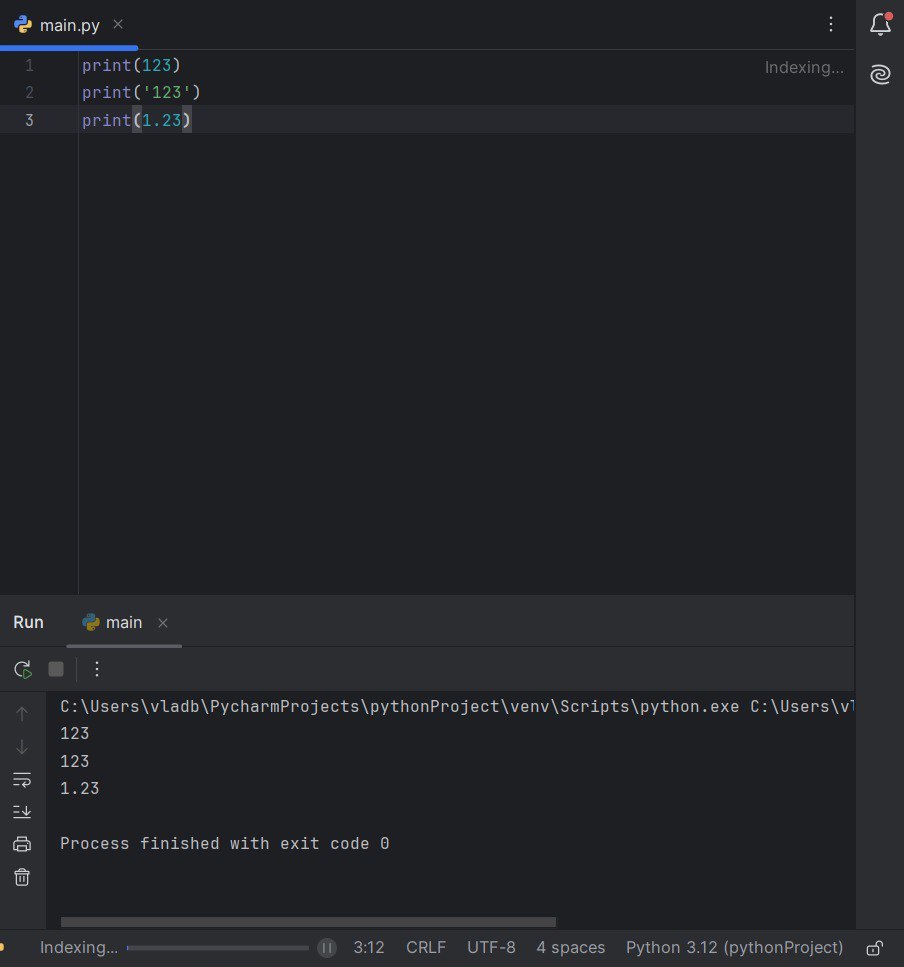 main.py
1 print(123)
Indexing...
2 print('123')
3 print(1.23)
Run main
C:\Users\vladb\PycharmProjects\pythonProject\venv\Scripts\python.exe C:\Users\
123
123
1.23
Process finished with exit code 0
Indexing... 3:12 CRLF UTF-8 4 spaces Python 3.12 (pythonProject)